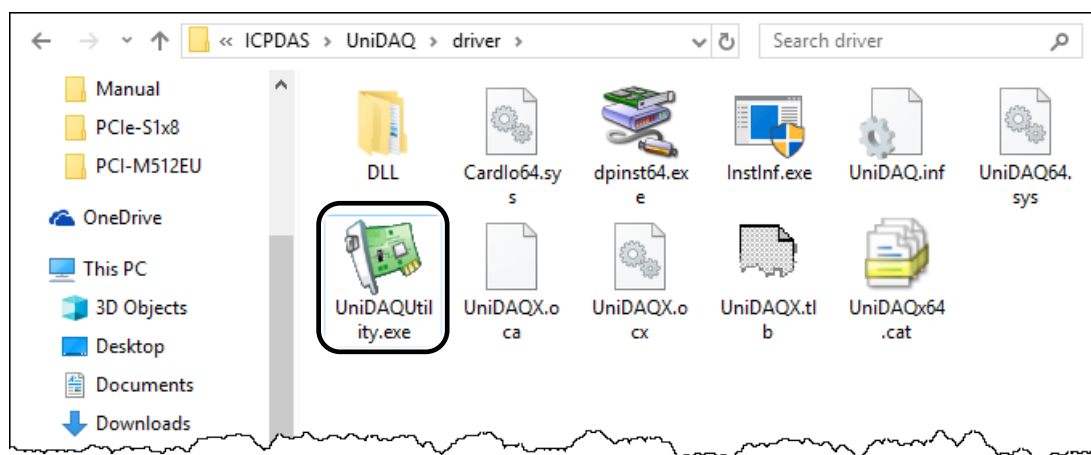 « ICPDAS > UniDAQ > driver >
Search driver
Manual
PCIe-S1x8
PCI-M512EU
OneDrive
This PC
3D Objects
Desktop
Documents
Downloads
DLL
CardIo64.sy
s
dpinst64.ex
e
InstInf.exe
UniDAQ.inf
UniDAQ64.
sys
UniDAQUtil
ity.exe
UniDAQX.o
ca
UniDAQX.o
cx
UniDAQX.tl
b
UniDAQx64
.cat